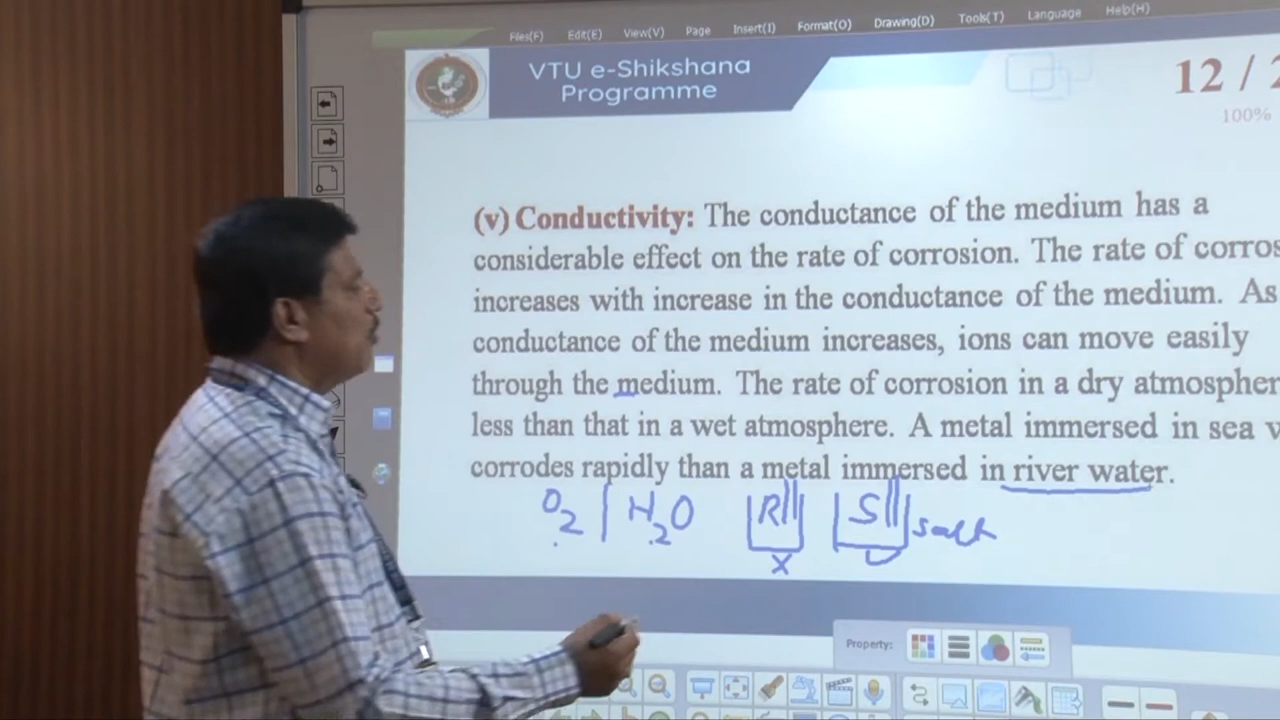 Files(F) Edit(E) View(V) Page Insert(I) Format(O) Drawing(D) Tools(T) Language Help(H)
VTU e-Shikshana
Programme
12 / 2
100%
(v) Conductivity: The conductance of the medium has a
considerable effect on the rate of corrosion. The rate of corros
increases with increase in the conductance of the medium. As
conductance of the medium increases, ions can move easily
through the medium. The rate of corrosion in a dry atmospher
less than that in a wet atmosphere. A metal immersed in sea w
corrodes rapidly than a metal immersed in river water.
O2 | H2O R S salt
X
Property: